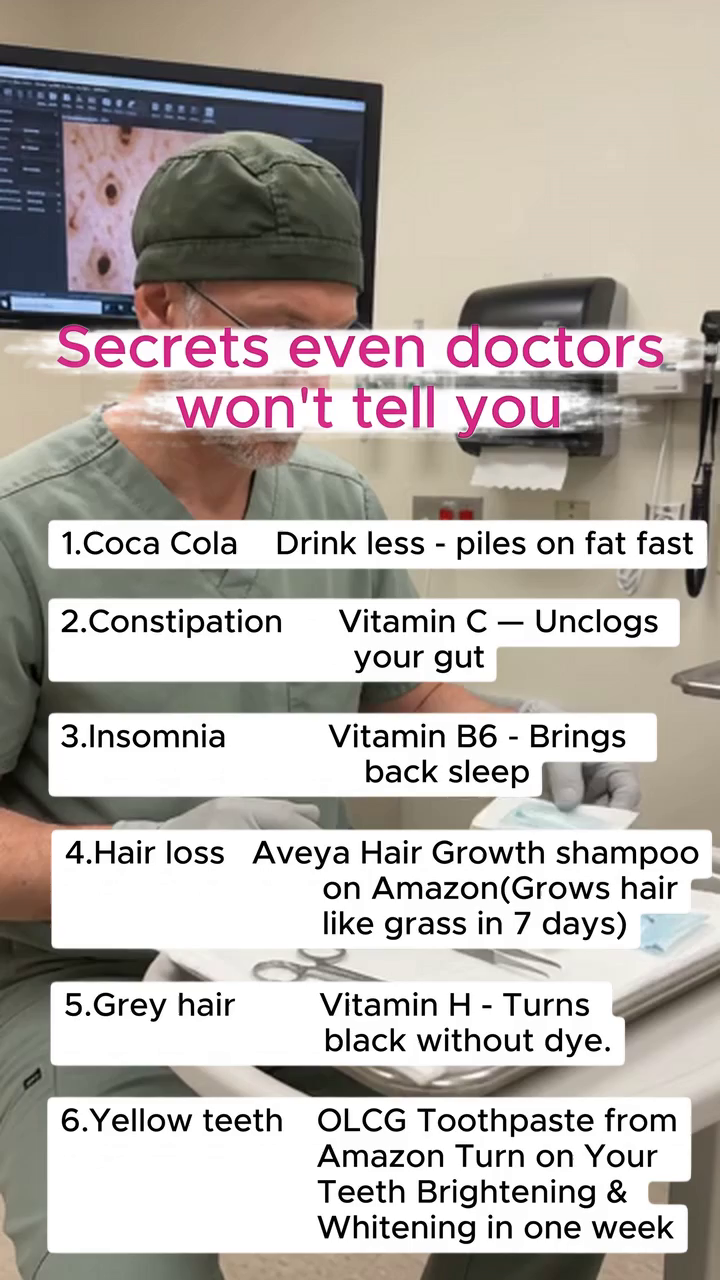 Secrets even doctors
won't tell you
1.Coca Cola Drink less - piles on fat fast
2.Constipation Vitamin C — Unclogs
your gut
3.Insomnia Vitamin B6 - Brings
back sleep
4.Hair loss Aveya Hair Growth shampoo
on Amazon(Grows hair
like grass in 7 days)
5.Grey hair Vitamin H - Turns
black without dye.
6.Yellow teeth OLCG Toothpaste from
Amazon Turn on Your
Teeth Brightening &
Whitening in one week